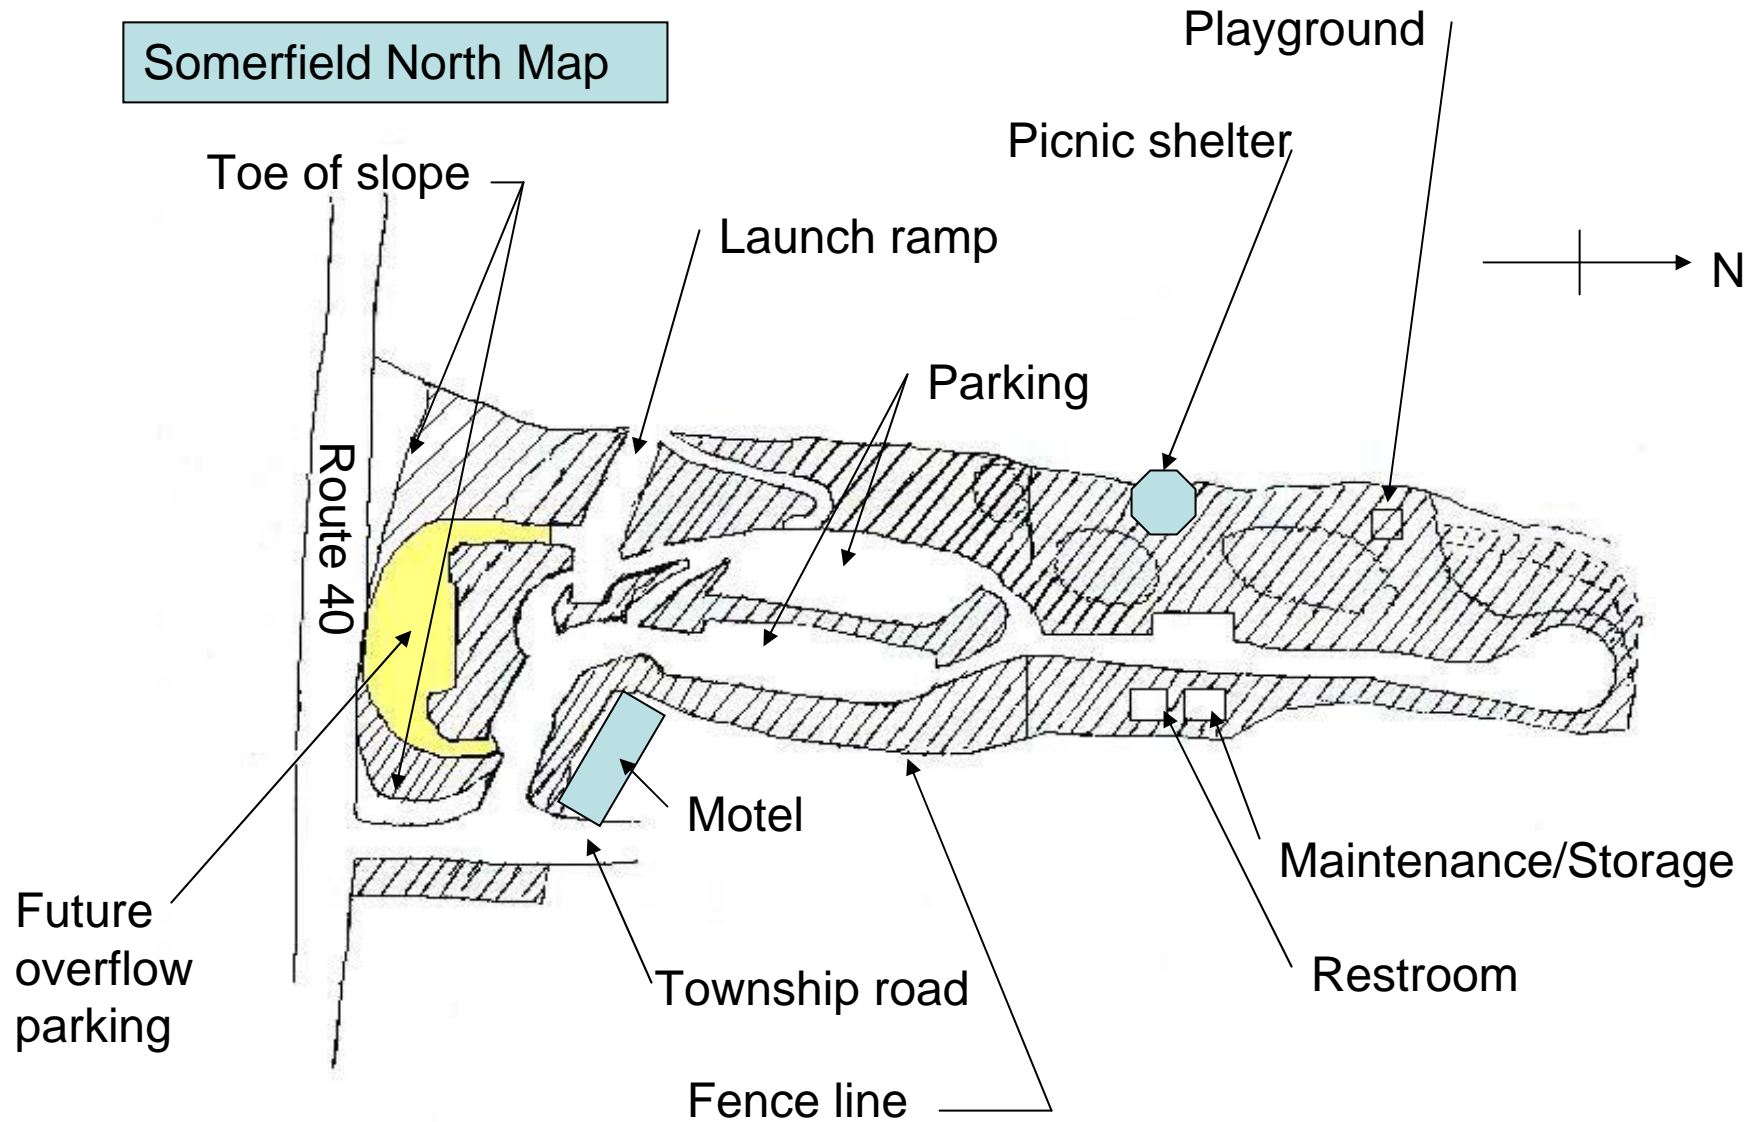 Somerfield North Map
Playground
Picnic shelter
Toe of slope
Launch ramp
N
Parking
Route 40
Motel
Maintenance/Storage
Future
overflow
parking
Restroom
Township road
Fence line